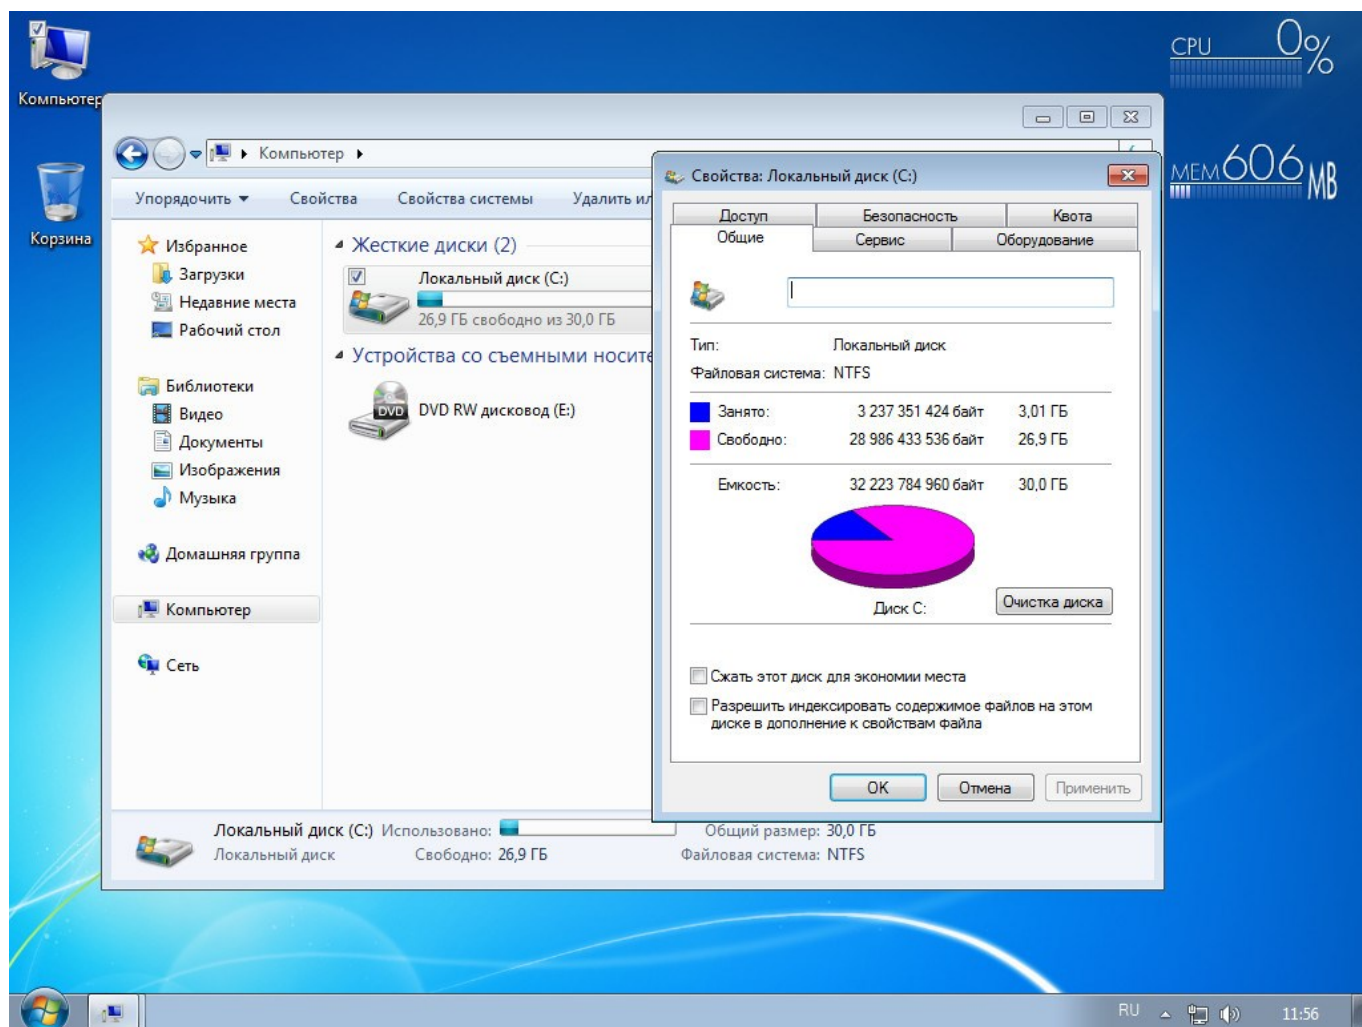 Компьютер
Корзина
CPU 0%
MEM 606 MB
Компьютер
Упорядочить Свойства Свойства системы
Избранное
Загрузки
Недавние места
Рабочий стол
Библиотеки
Видео
Документы
Изображения
Музыка
Домашняя группа
Компьютер
Сеть
Жесткие диски (2)
Локальный диск (C:)
26,9 ГБ свободно из 30,0 ГБ
Устройства со съемными
DVD
DVD RW дисковод (E:)
Свойства: Локальный диск (C:)
Доступ Безопасность Квота
Общие Сервис Оборудование
Тип: Локальный диск
Файловая система: NTFS
Занято: 3 237 351 424 байт 3,01 ГБ
Свободно: 28 986 433 536 байт 26,9 ГБ
Емкость: 32 223 784 960 байт 30,0 ГБ
Диск C:
Очистка диска
Сжать этот диск для экономии места
Разрешить индексировать содержимое файлов на этом
диске в дополнение к свойствам файла
OK Отмена Применить
Локальный диск (C:) Использовано: Общий размер: 30,0 ГБ
Локальный диск Свободно: 26,9 ГБ Файловая система: NTFS
RU 11:56